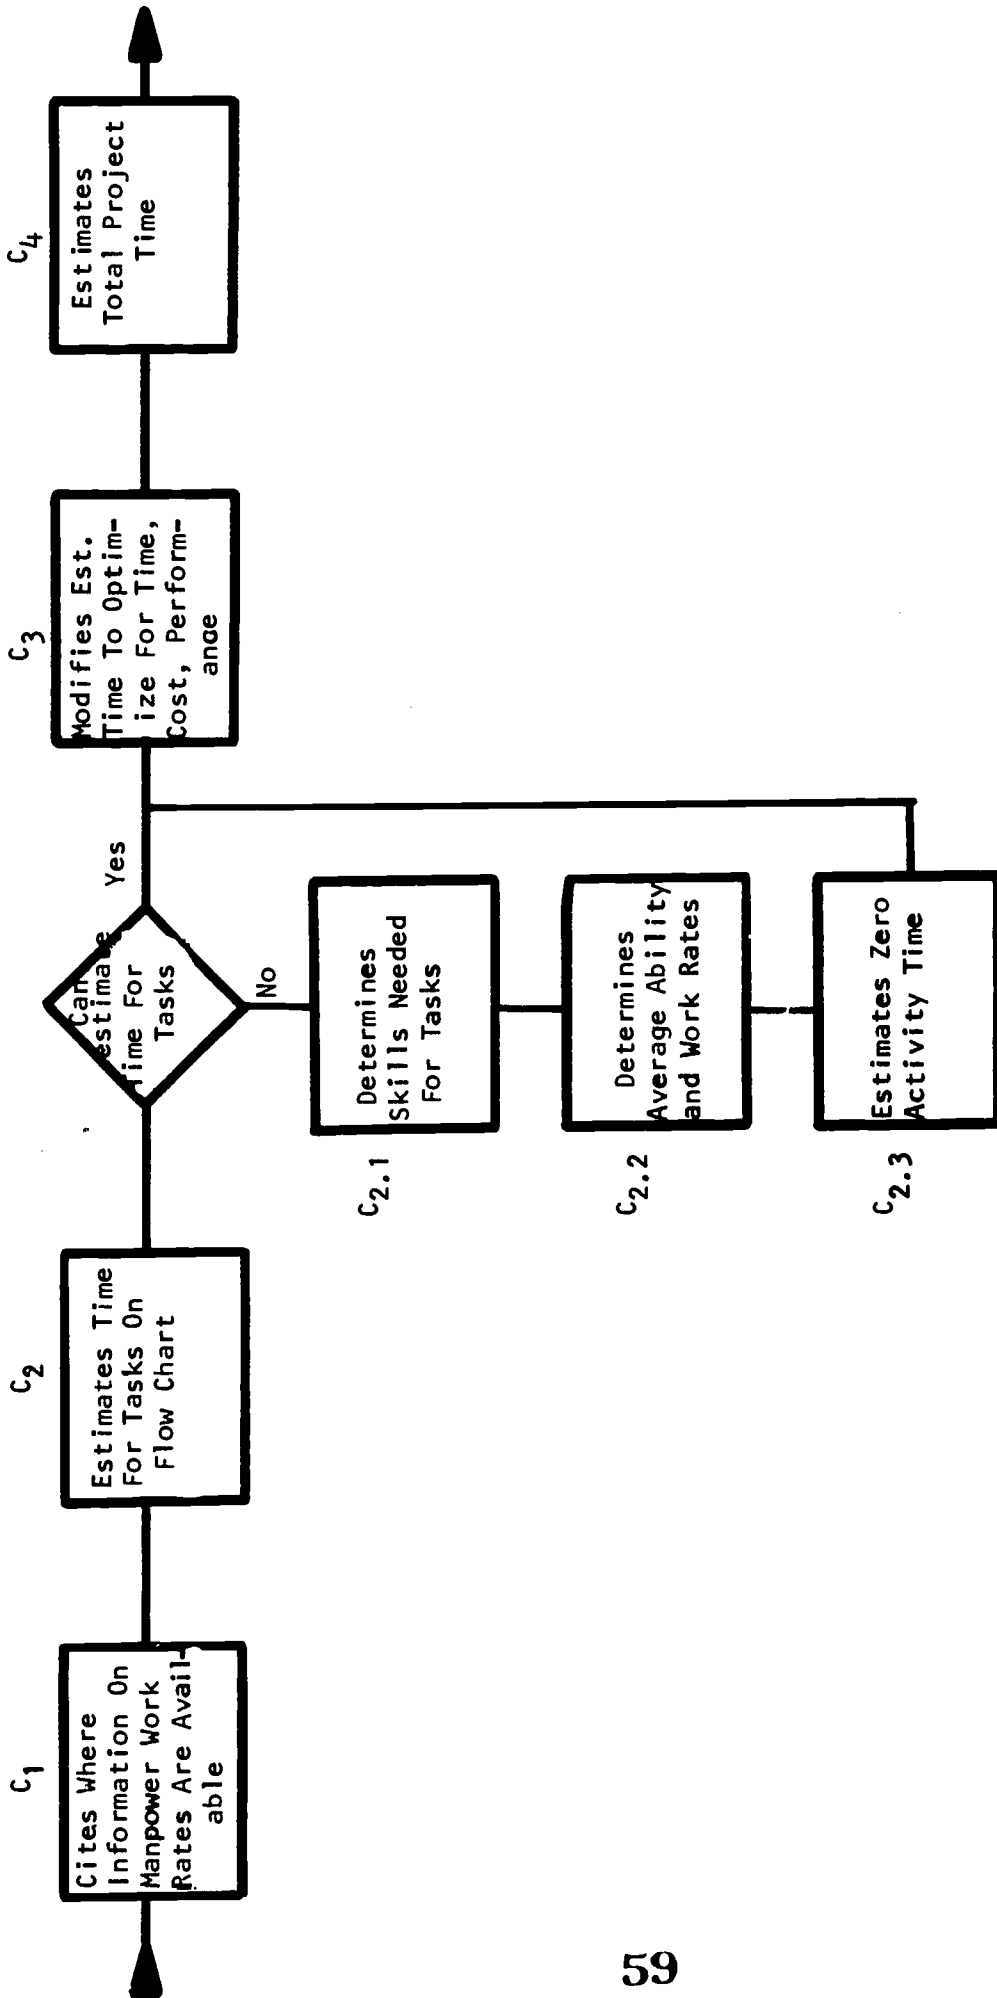 C1
Cites Where
Information On
Manpower Work
Rates Are Avail-
able
C2
Estimates Time
For Tasks On
Flow Chart
Can
estimate
Time For
Tasks
Yes
No
C2.1
Determines
Skills Needed
For Tasks
C2.2
Determines
Average Ability
and Work Rates
C2.3
Estimates Zero
Activity Time
C3
Modifies Est.
Time To Optim-
ize For Time,
Cost, Perform-
ance
C4
Estimates
Total Project
Time
59